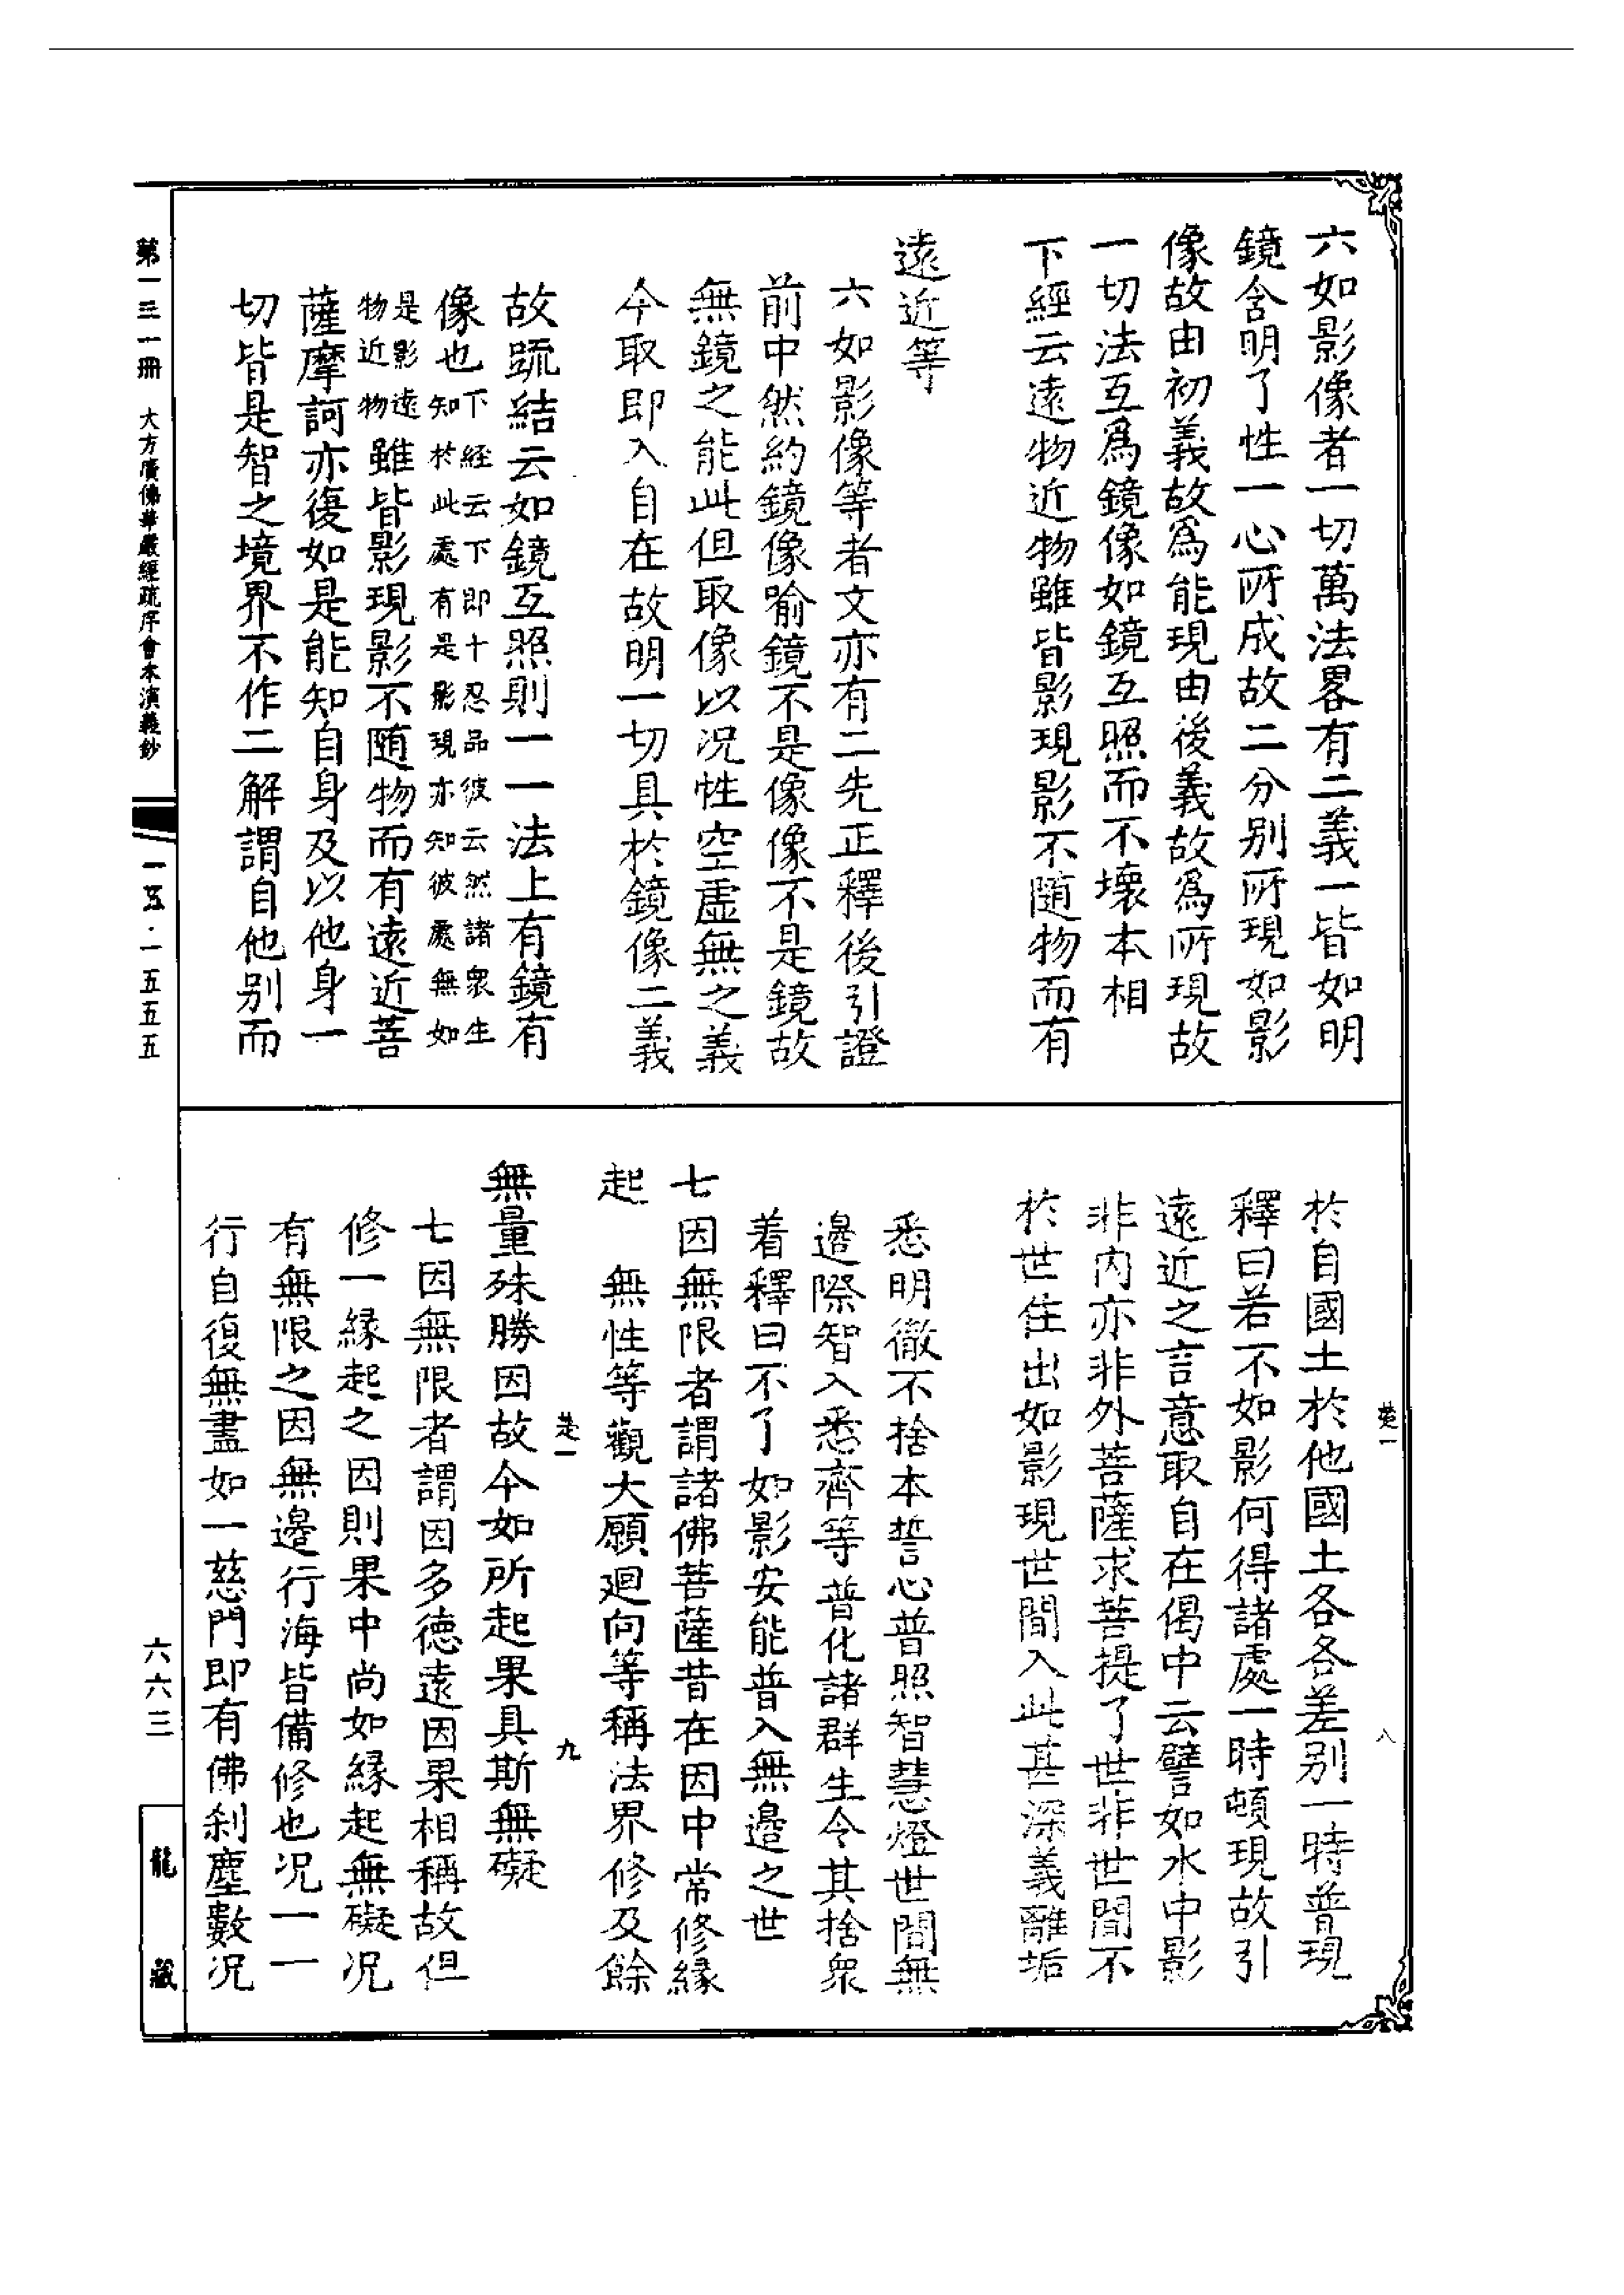 六如影像者一切萬法畧有二義一皆如明
鏡含明了性一心所成故二分别所現如影
像故由初義故爲能現由後義故爲所現故
一切法互爲鏡像如鏡互照而不壞本相
下經云遠物近物雖皆影現影不隨物而有
遠近等
六如影像等者文亦有二先正釋後引證
前中然約鏡像喻鏡不是像像不是鏡故
無鏡之能此但取像以况性空虛無之義
今取即入自在故明一切具於鏡像二義
故䟽結云如鏡互照則一一法上有鏡有
像也下經云下即十忍品彼云然諸衆生
知於此處有是影現亦知彼處無如
是影遠
物近物雖皆影現影不隨物而有遠近菩
薩摩訶亦復如是能知自身及以他身一
切皆是智之境界不作二解謂自他别而
於自國土於他國土各各差别一時普現
釋曰若不如影何得諸處一時頓現故引
遠近之言意取自在偈中云譬如水中影
非内亦非外菩薩求菩提了世非世間不
於世住出如影現世間入此甚深義離垢
悉明徹不捨本誓心普照智慧燈世間無
邉際智入悉齊等普化諸群生令其捨衆
着釋曰不了如影安能普入無邉之世
七因無限者謂諸佛菩薩昔在因中常修緣
起 無性等觀大願迴向等稱法界修及餘
無量殊勝因故今如所起果具斯無礙
七因無限者謂因多德遠因果相稱故但
修一緣起之因則果中尚如緣起無礙况
有無限之因無邉行海皆備修也况一一
行自復無盡如一慈門即有佛刹塵數况
楚一
八
楚一
九
第一三一冊 大方廣佛華嚴經疏序會本演義鈔
一五·一五五五
六六三
龍藏